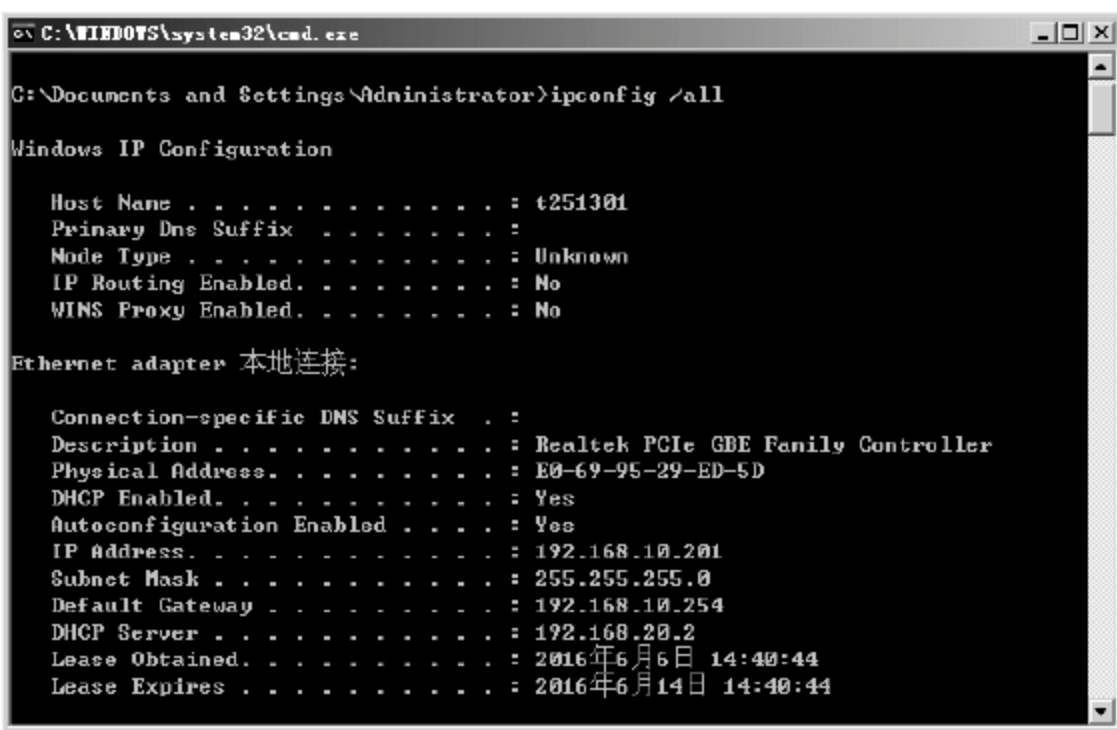 C:\WINDOWS\system32\cmd.exe
C:\Documents and Settings\Administrator>ipconfig /all
Windows IP Configuration
Host Name . . . . . . . . . . . . : t251301
Primary Dns Suffix . . . . . . . :
Node Type . . . . . . . . . . . . : Unknown
IP Routing Enabled. . . . . . . . : No
WINS Proxy Enabled. . . . . . . . : No
Ethernet adapter 本地连接:
Connection-specific DNS Suffix . :
Description . . . . . . . . . . . : Realtek PCIe GBE Family Controller
Physical Address. . . . . . . . . : E0-69-95-29-ED-5D
DHCP Enabled. . . . . . . . . . . : Yes
Autoconfiguration Enabled . . . . : Yes
IP Address. . . . . . . . . . . . : 192.168.10.201
Subnet Mask . . . . . . . . . . . : 255.255.255.0
Default Gateway . . . . . . . . . : 192.168.10.254
DHCP Server . . . . . . . . . . . : 192.168.20.2
Lease Obtained. . . . . . . . . . : 2016年6月6日 14:40:44
Lease Expires . . . . . . . . . . : 2016年6月14日 14:40:44